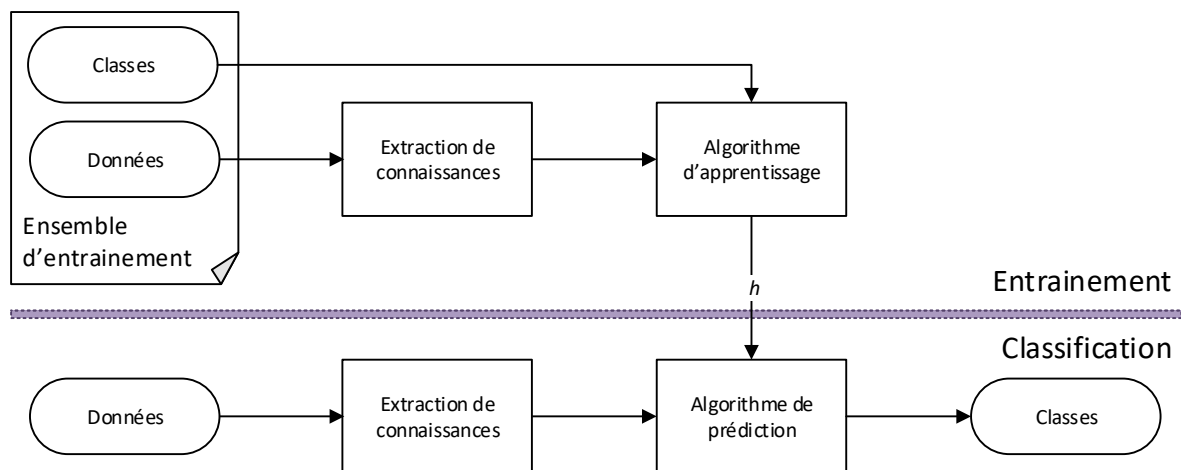 Classes
Données
Extraction de
connaissances
Algorithme
d’apprentissage
Ensemble
d’entrainement
h
Entrainement
Classification
Données
Extraction de
connaissances
Algorithme de
prédiction
Classes